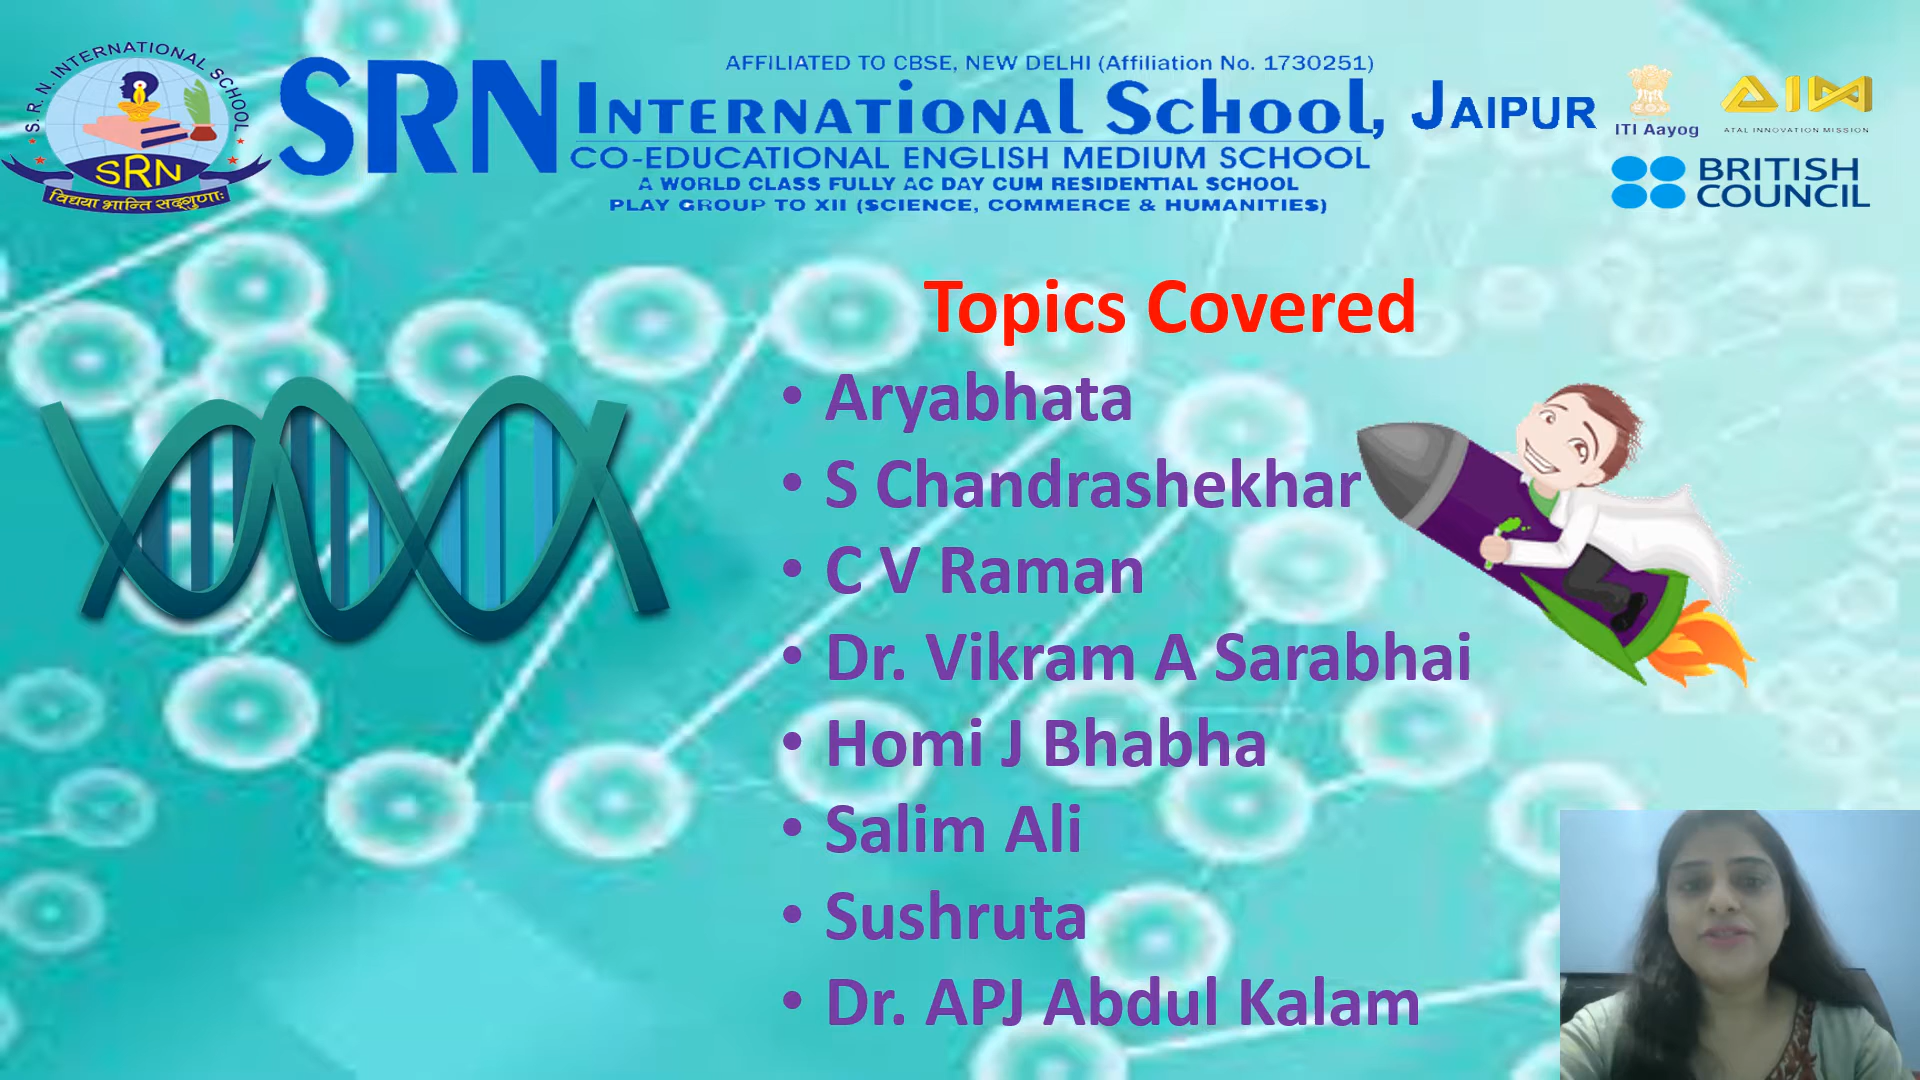 S. R. N. INTERNATIONAL SCHOOL
SRN
विद्यया भान्ति सद्गुणाः
AFFILIATED TO CBSE, NEW DELHI (Affiliation No. 1730251)
SRN INTERNATiONAL ScHool, JAIPUR
CO-EDUCATIONAL ENGLISH MEDIUM SCHOOL
A WORLD CLASS FULLY AC DAY CUM RESIDENTIAL SCHOOL
PLAY GROUP TO XII (SCIENCE, COMMERCE & HUMANITIES)
ITI Aayog
AIM
ATAL INNOVATION MISSION
BRITISH
COUNCIL
Topics Covered
• Aryabhata
• S Chandrashekhar
• C V Raman
• Dr. Vikram A Sarabhai
• Homi J Bhabha
• Salim Ali
• Sushruta
• Dr. APJ Abdul Kalam